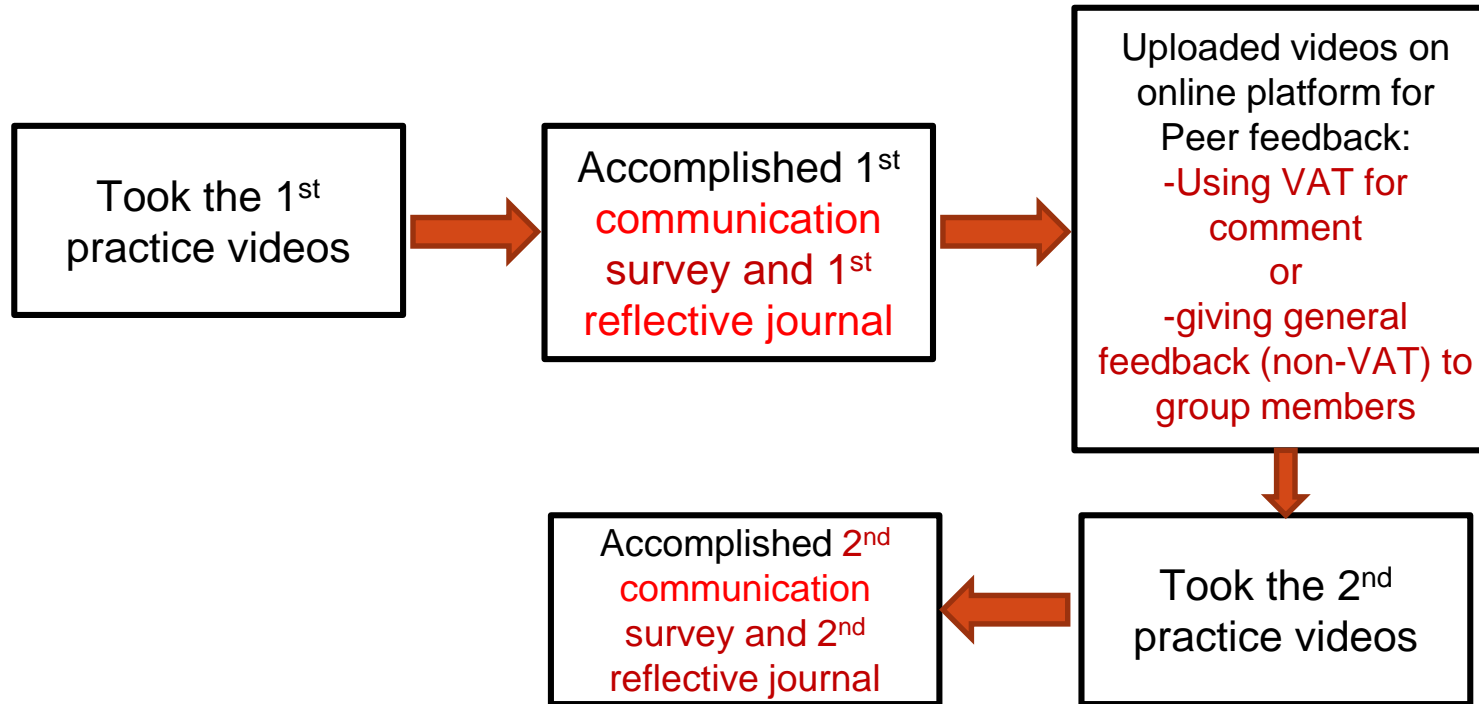 Took the 1st
practice videos
Accomplished 1st
communication
survey and 1st
reflective journal
Uploaded videos on
online platform for
Peer feedback:
-Using VAT for
comment
or
-giving general
feedback (non-VAT) to
group members
Took the 2nd
practice videos
Accomplished 2nd
communication
survey and 2nd
reflective journal